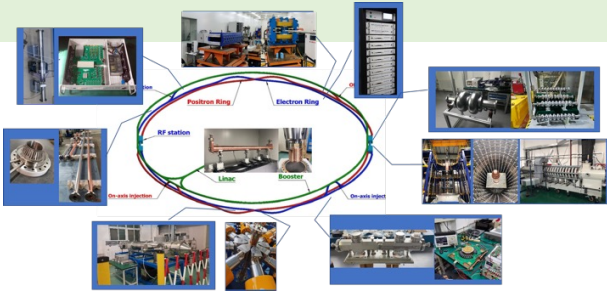 Positron Ring
Electron Ring
RF station
Linac
Booster
On-axis injection
On-axis inject